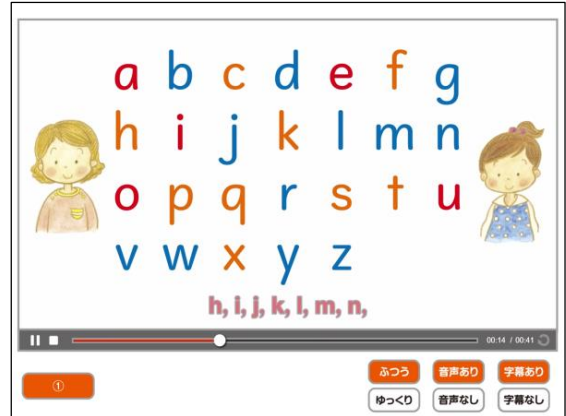 a b c d e f g
h i j k l m n
o p q r s t u
v w x y z
h, i, j, k, l, m, n,
00:14 / 00:41
① ふつう 音声あり 字幕あり
ゆっくり 音声なし 字幕なし